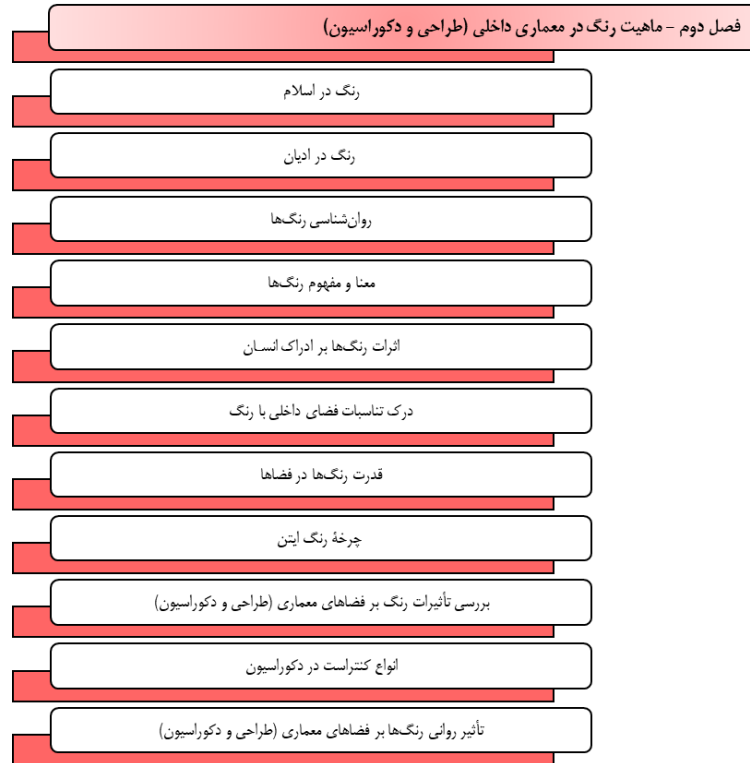 فصل دوم - ماهیت رنگ در معماری داخلی (طراحی و دکوراسیون)
رنگ در اسلام
رنگ در ادیان
روان‌شناسی رنگ‌ها
معنا و مفهوم رنگ‌ها
اثرات رنگ‌ها بر ادراک انسـان
درک تناسبات فضای داخلی با رنگ
قدرت رنگ‌ها در فضاها
چرخهٔ رنگ ایتن
بررسی تأثیرات رنگ بر فضاهای معماری (طراحی و دکوراسیون)
انواع کنتراست در دکوراسیون
تأثیر روانی رنگ‌ها بر فضاهای معماری (طراحی و دکوراسیون)